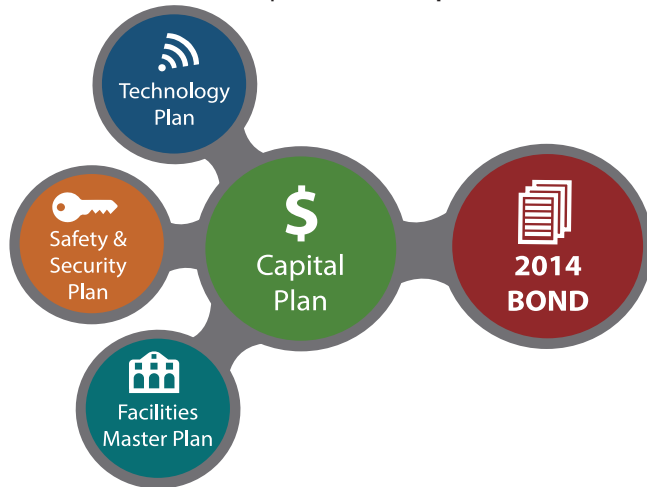 Technology
Plan
Safety &
Security
Plan
$
Capital
Plan
2014
BOND
Facilities
Master Plan